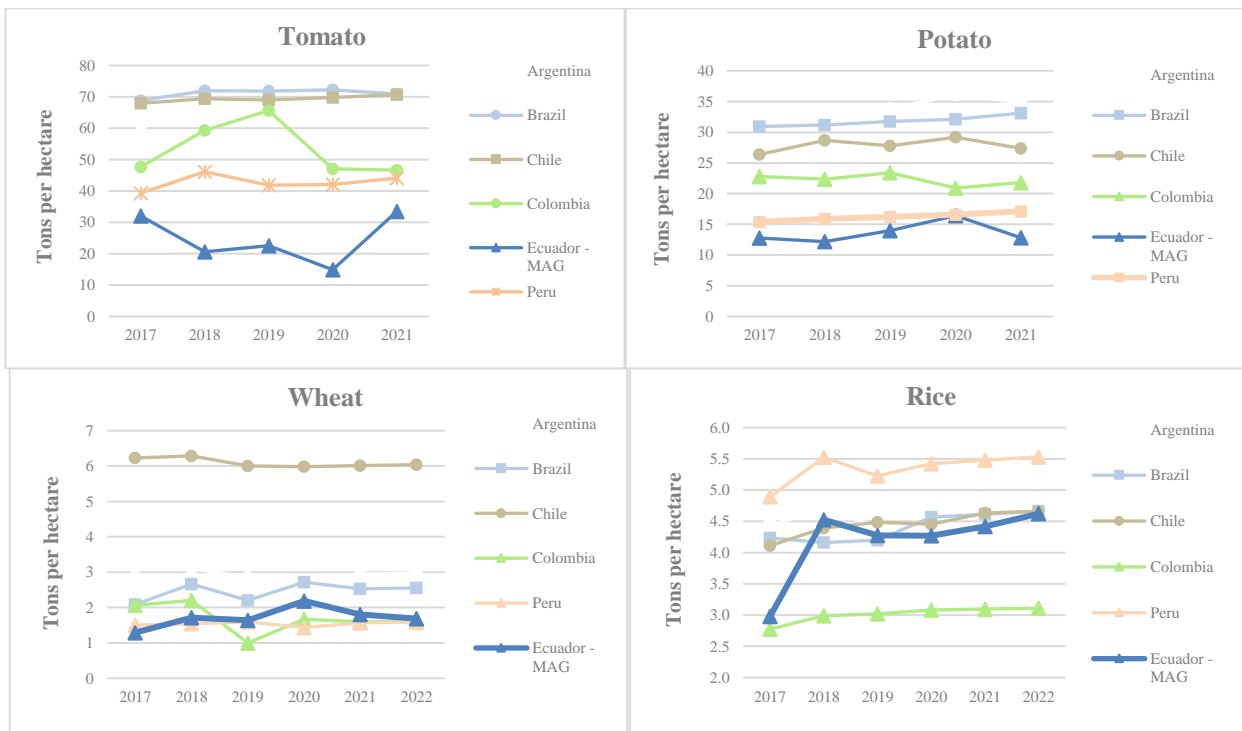 Tomato
Tons per hectare
80
70
60
50
40
30
20
10
0
2017 2018 2019 2020 2021
Argentina
Brazil
Chile
Colombia
Ecuador -
MAG
Peru
Potato
Tons per hectare
40
35
30
25
20
15
10
5
0
2017 2018 2019 2020 2021
Argentina
Brazil
Chile
Colombia
Ecuador -
MAG
Peru
Wheat
Tons per hectare
7
6
5
4
3
2
1
0
2017 2018 2019 2020 2021 2022
Argentina
Brazil
Chile
Colombia
Peru
Ecuador -
MAG
Rice
Tons per hectare
6.0
5.5
5.0
4.5
4.0
3.5
3.0
2.5
2.0
2017 2018 2019 2020 2021 2022
Argentina
Brazil
Chile
Colombia
Peru
Ecuador -
MAG